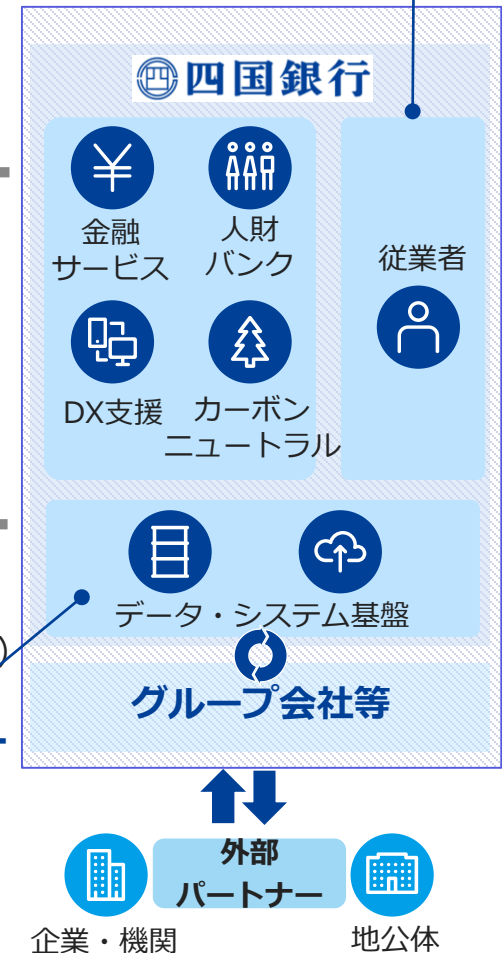 四国銀行
金融
サービス
人財
バンク
従業者
DX支援
カーボン
ニュートラル
データ・システム基盤
)
グループ会社等
外部
パートナー
企業・機関
地公体